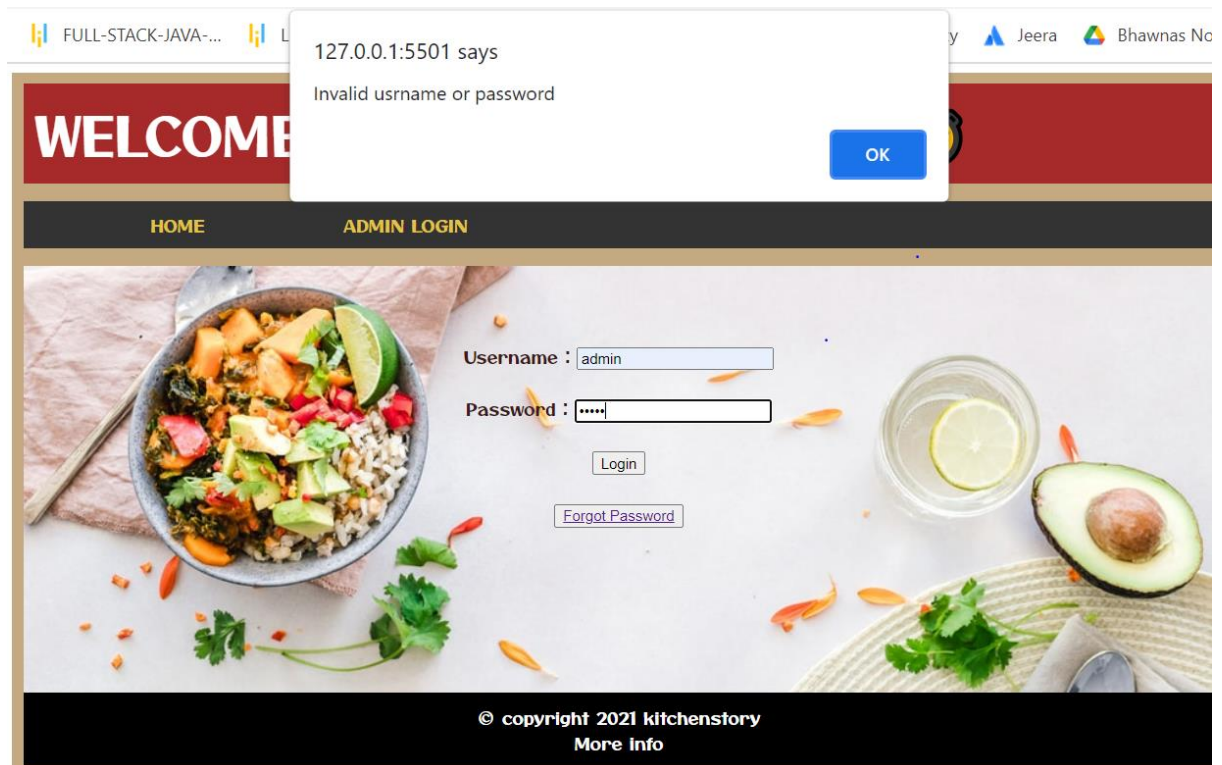 FULL-STACK-JAVA-...
L
y
Jeera
Bhawnas No
127.0.0.1:5501 says
Invalid usrname or password
OK
WELCOME
HOME
ADMIN LOGIN
Username :
admin
Password :
•••••
Login
Forgot Password
© copyright 2021 kitchenstory
More info